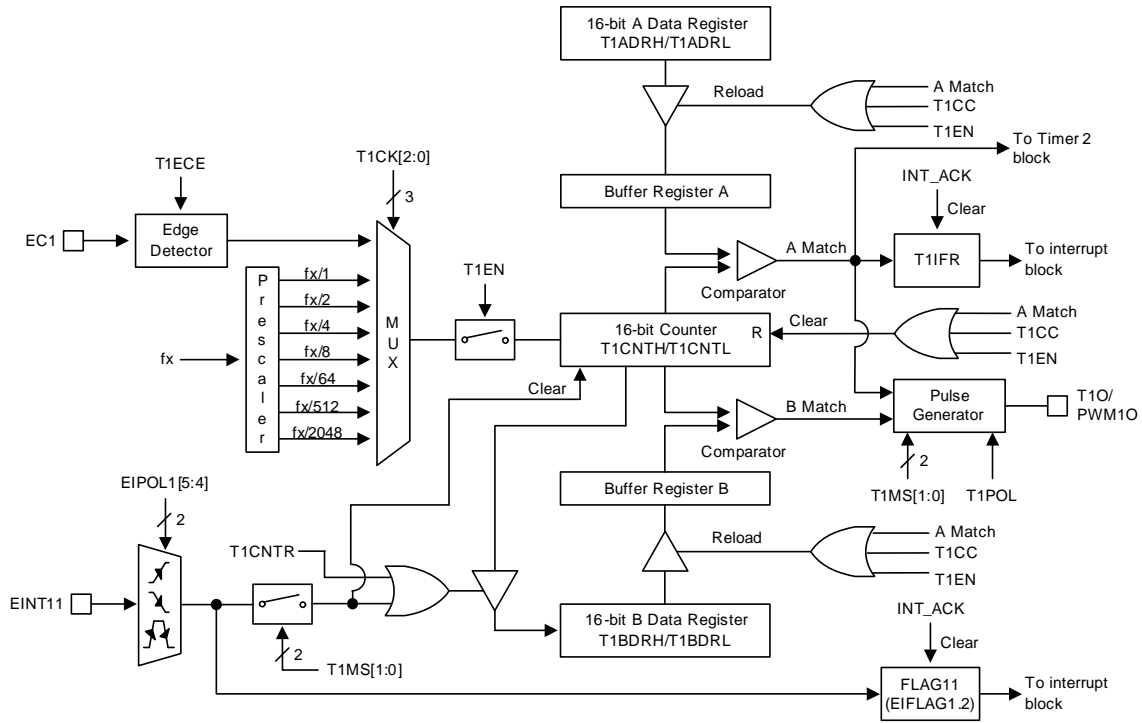 16-bit A Data Register
T1ADRH/T1ADRL
Reload
A Match
T1CC
T1EN
To Timer 2
block
T1ECE
T1CK[2:0]
3
Buffer Register A
INT_ACK
Clear
EC1
Edge
Detector
A Match
T1IFR
To interrupt
block
Comparator
Prescaler
fx/1
fx/2
fx/4
fx/8
fx/64
fx/512
fx/2048
fx
MUX
T1EN
16-bit Counter
T1CNTH/T1CNTL
R
Clear
A Match
T1CC
T1EN
Clear
B Match
Comparator
Pulse
Generator
T1O/
PWM1O
2
T1MS[1:0]
T1POL
EIPOL1[5:4]
2
Buffer Register B
Reload
A Match
T1CC
T1EN
T1CNTR
EINT11
2
T1MS[1:0]
16-bit B Data Register
T1BDRH/T1BDRL
INT_ACK
Clear
FLAG11
(EIFLAG1.2)
To interrupt
block